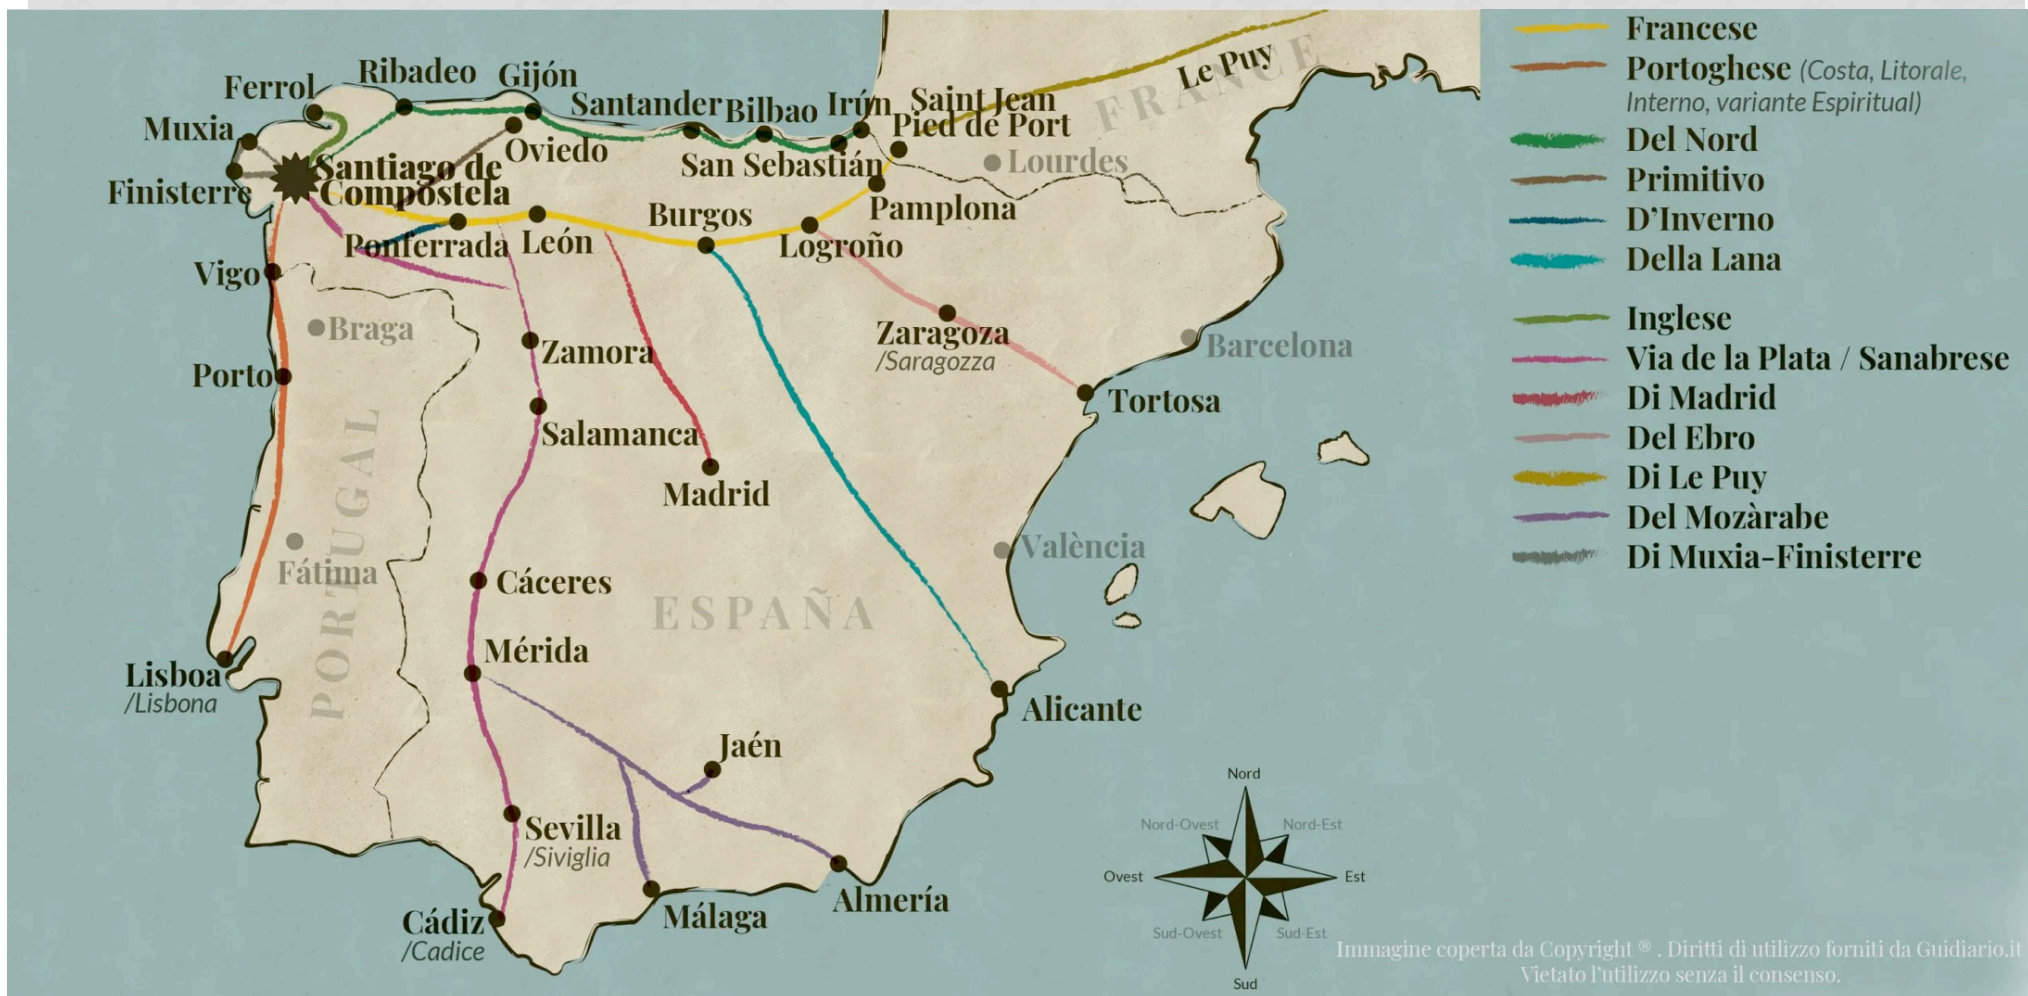 Francese
Portoghese (Costa, Litorale,
Interno, variante Espiritual)
Del Nord
Primitivo
D'Inverno
Della Lana
Inglese
Via de la Plata / Sanabrese
Di Madrid
Del Ebro
Di Le Puy
Del Mozàrabe
Di Muxia-Finisterre
Le Puy
FRANCE
Ferrol
Ribadeo
Gijón
Santander
Bilbao
Irún
Saint Jean
Pied de Port
Muxia
Oviedo
San Sebastián
Lourdes
Santiago de
Compostela
Finisterre
Pamplona
Burgos
Ponferrada
León
Logroño
Vigo
Braga
Zaragoza
/Saragozza
Barcelona
Zamora
Porto
Tortosa
Salamanca
Madrid
PORTUGAL
Fátima
València
Cáceres
ESPAÑA
Mérida
Lisboa
/Lisbona
Alicante
Jaén
Sevilla
/Siviglia
Almería
Málaga
Cádiz
/Cadice
Nord
Nord-Ovest
Nord-Est
Ovest
Est
Sud-Ovest
Sud-Est
Sud
Immagine coperta da Copyright ® . Diritti di utilizzo forniti da Guidiario.it
Vietato l'utilizzo senza il consenso.